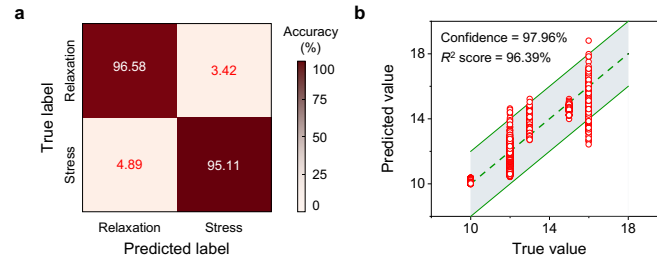 a
Accuracy
(%)
True label
Relaxation
Stress
96.58
3.42
4.89
95.11
100
75
50
25
0
Relaxation
Stress
Predicted label
b
Confidence = 97.96%
R² score = 96.39%
Predicted value
18
14
10
10
14
18
True value